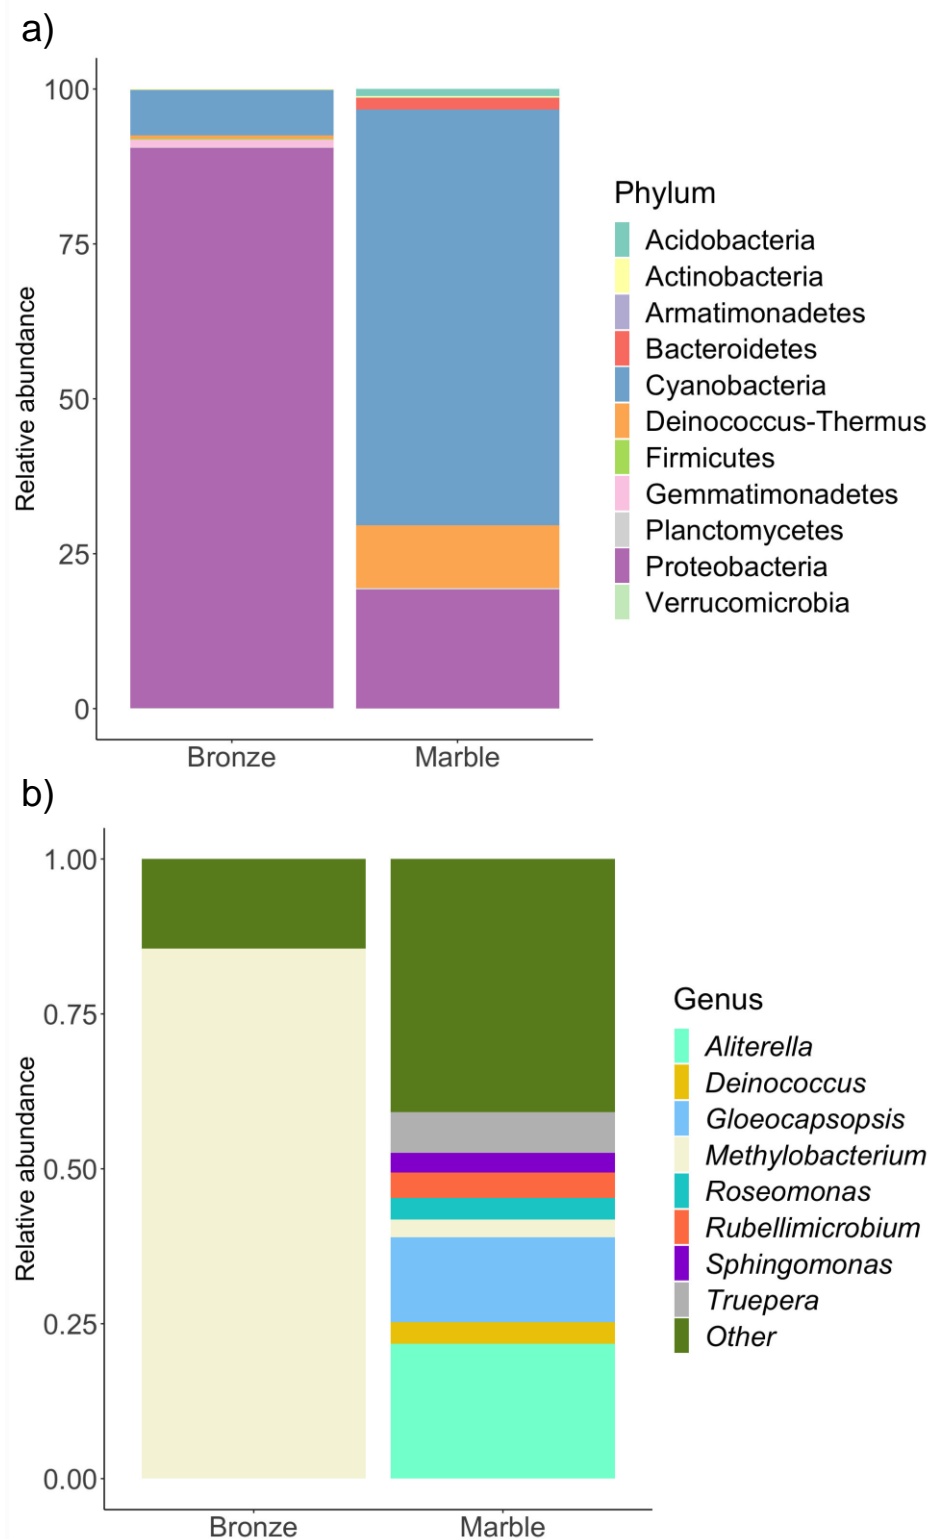 a)
100
75
50
25
0
Relative abundance
Bronze
Marble
Phylum
Acidobacteria
Actinobacteria
Armatimonadetes
Bacteroidetes
Cyanobacteria
Deinococcus-Thermus
Firmicutes
Gemmatimonadetes
Planctomycetes
Proteobacteria
Verrucomicrobia
b)
1.00
0.75
0.50
0.25
0.00
Relative abundance
Bronze
Marble
Genus
Aliterella
Deinococcus
Gloeocapsopsis
Methylobacterium
Roseomonas
Rubellimicrobium
Sphingomonas
Truepera
Other